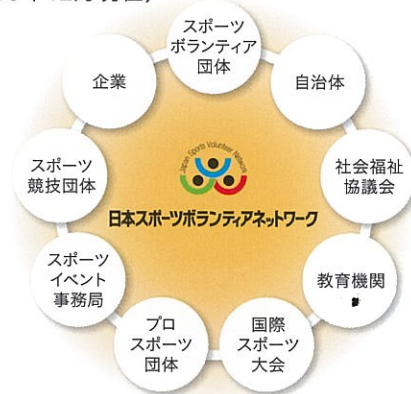 スポーツ
ボランティア
団体
自治体
社会福祉
協議会
教育機関
国際
スポーツ
大会
プロ
スポーツ
団体
スポーツ
イベント
事務局
スポーツ
競技団体
企業
Japan Sports Volunteer Network
日本スポーツボランティアネットワーク